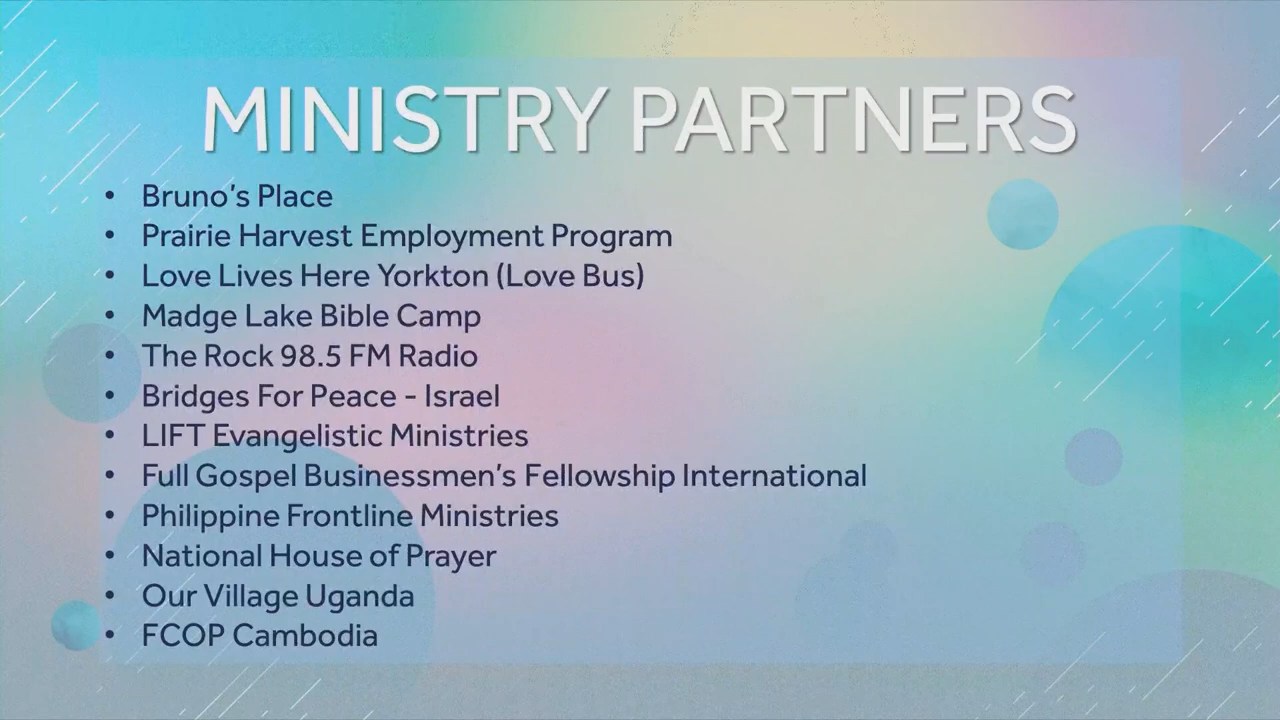 MINISTRY PARTNERS
• Bruno's Place
• Prairie Harvest Employment Program
• Love Lives Here Yorkton (Love Bus)
• Madge Lake Bible Camp
• The Rock 98.5 FM Radio
• Bridges For Peace - Israel
• LIFT Evangelistic Ministries
• Full Gospel Businessmen's Fellowship International
• Philippine Frontline Ministries
• National House of Prayer
• Our Village Uganda
• FCOP Cambodia